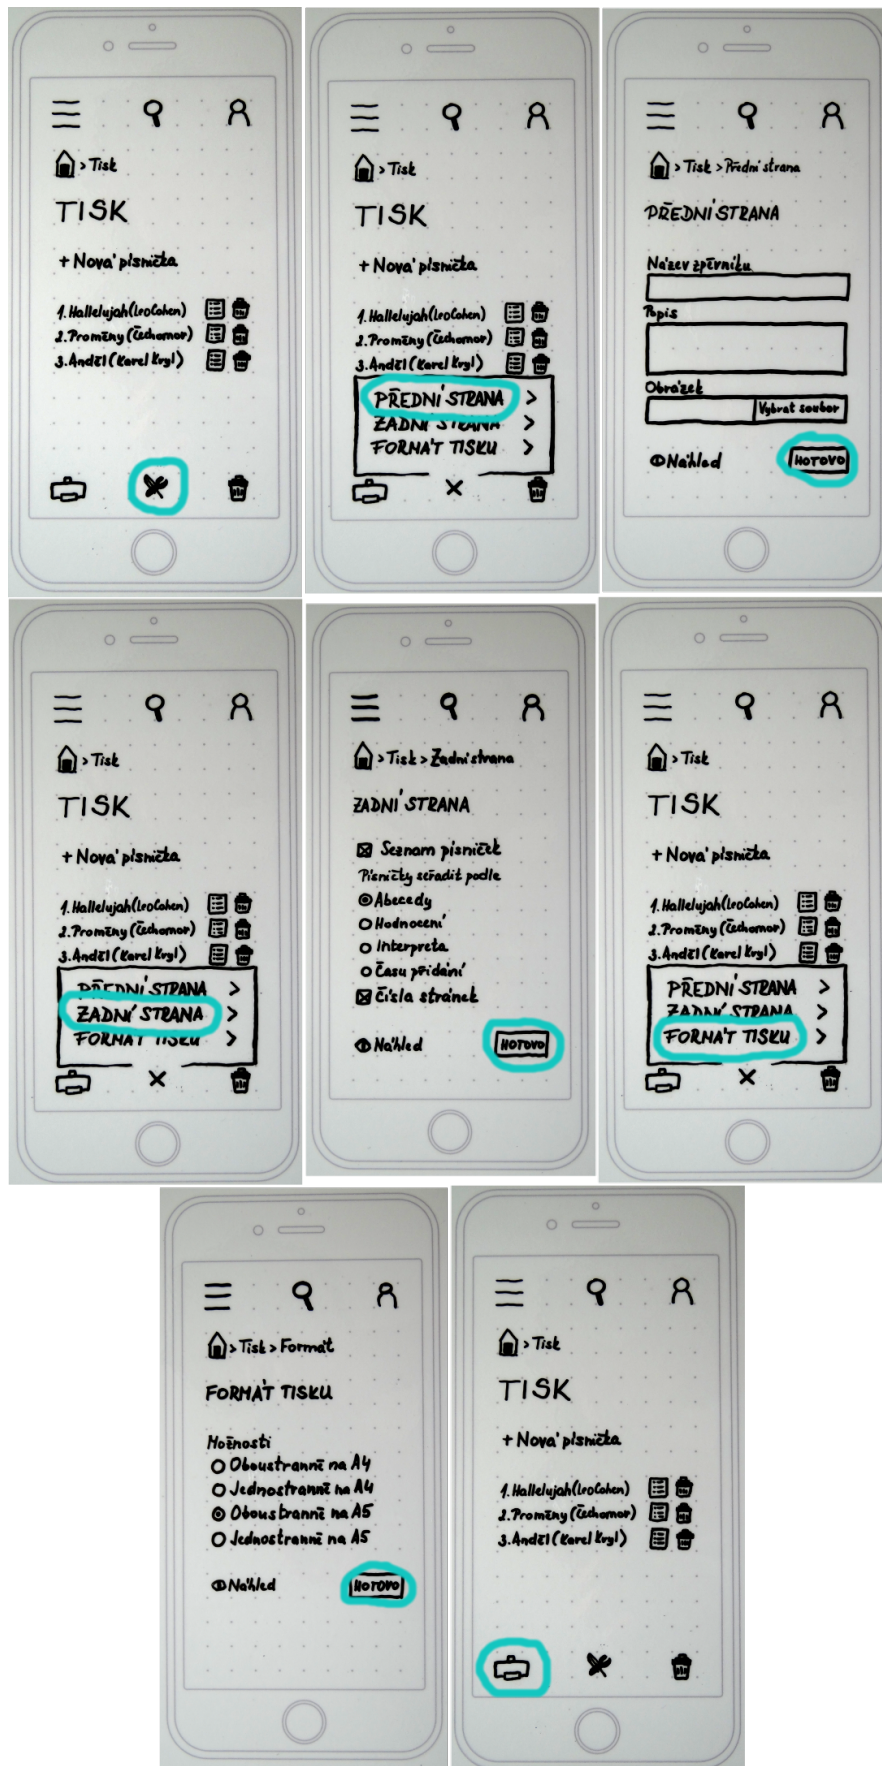 > Tisk
TISK
+ Nová písnička
1. Hallelujah (Leo Cohen)
2. Proměny (Čechomor)
3. Anděl (Karel Kryl)
> Tisk
TISK
+ Nová písnička
1. Hallelujah (Leo Cohen)
2. Proměny (Čechomor)
3. Anděl (Karel Kryl)
PŘEDNÍ STRANA >
ZADNÍ STRANA >
FORMÁT TISKU >
> Tisk > Přední strana
PŘEDNÍ STRANA
Název zpěvníku
Popis
Obrázek
Vybrat soubor
Náhled
HOTOVO
> Tisk
TISK
+ Nová písnička
1. Hallelujah (Leo Cohen)
2. Proměny (Čechomor)
3. Anděl (Karel Kryl)
PŘEDNÍ STRANA >
ZADNÍ STRANA >
FORMÁT TISKU >
> Tisk > Zadní strana
ZADNÍ STRANA
Seznam písniček
Písničky seřadit podle
Abecedy
Hodnocení
Interpreta
Času přidání
Čísla stránek
Náhled
HOTOVO
> Tisk
TISK
+ Nová písnička
1. Hallelujah (Leo Cohen)
2. Proměny (Čechomor)
3. Anděl (Karel Kryl)
PŘEDNÍ STRANA >
ZADNÍ STRANA >
FORMÁT TISKU >
> Tisk > Formát
FORMÁT TISKU
Možnosti
Oboustranně na A4
Jednostranně na A4
Oboustranně na A5
Jednostranně na A5
Náhled
HOTOVO
> Tisk
TISK
+ Nová písnička
1. Hallelujah (Leo Cohen)
2. Proměny (Čechomor)
3. Anděl (Karel Kryl)